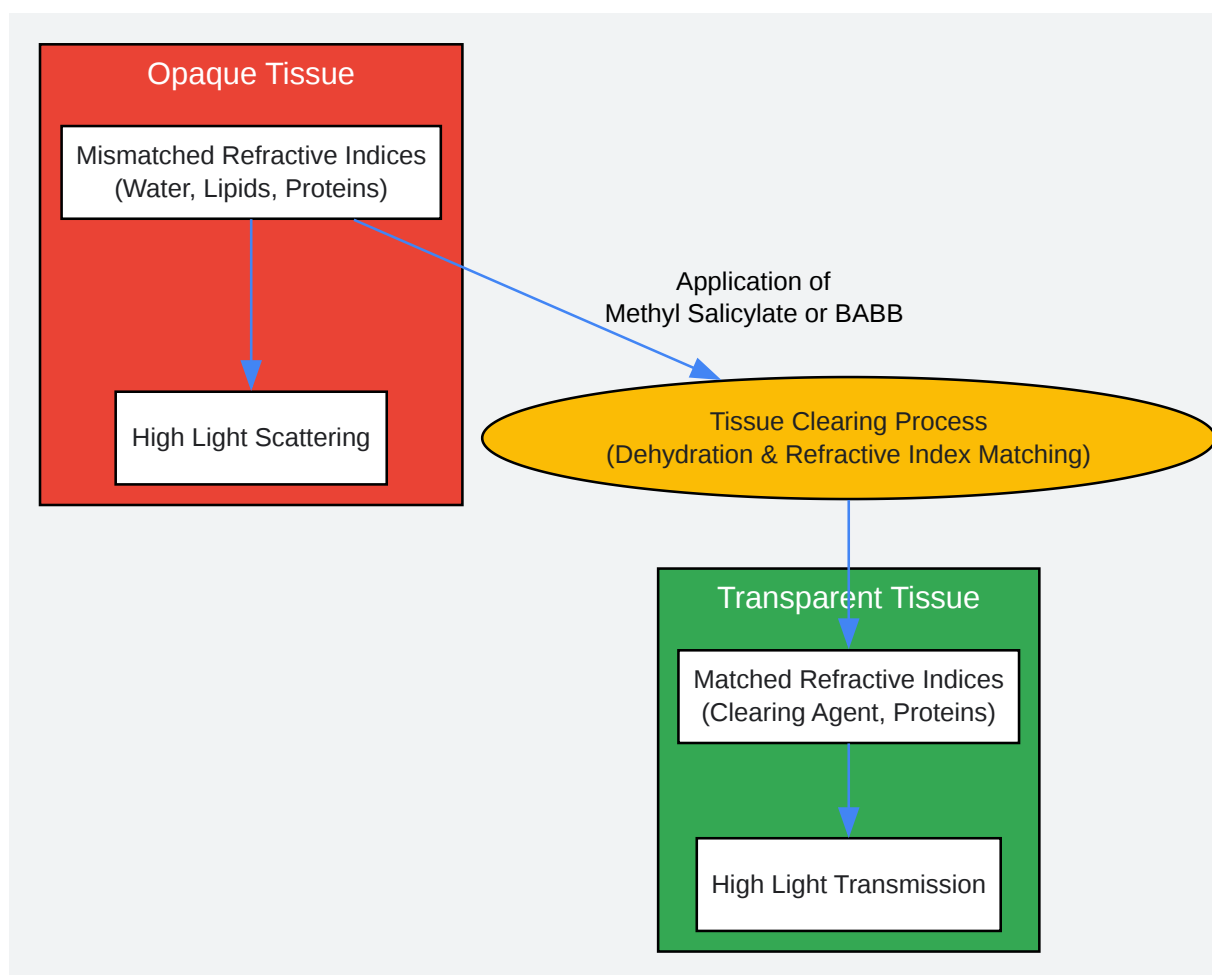 Opaque Tissue
Mismatched Refractive Indices
(Water, Lipids, Proteins)
High Light Scattering
Application of
Methyl Salicylate or BABB
Tissue Clearing Process
(Dehydration & Refractive Index Matching)
Transparent Tissue
Matched Refractive Indices
(Clearing Agent, Proteins)
High Light Transmission